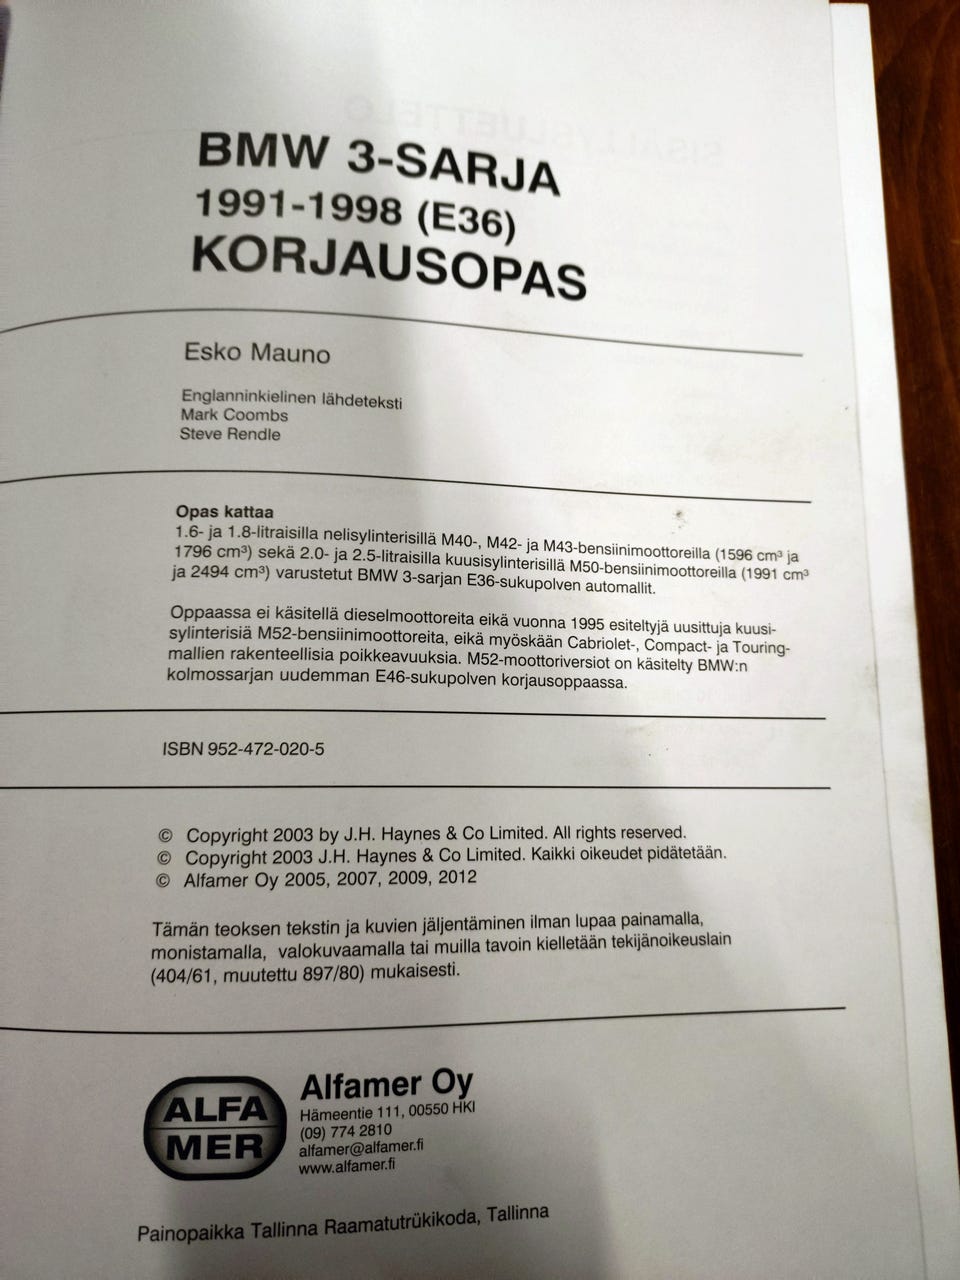 BMW 3-SARJA
1991-1998 (E36)
KORJAUSOPAS
Esko Mauno
Englanninkielinen lähdeteksti
Mark Coombs
Steve Rendle
Opas kattaa
1.6- ja 1.8-litraisilla nelisylinterisillä M40-, M42- ja M43-bensiinimoottoreilla (1596 cm³ ja
1796 cm³) sekä 2.0- ja 2.5-litraisilla kuusisylinterisillä M50-bensiinimoottoreilla (1991 cm³
ja 2494 cm³) varustetut BMW 3-sarjan E36-sukupolven automallit.
Oppaassa ei käsitellä dieselmoottoreita eikä vuonna 1995 esiteltyjä uusittuja kuusi-
sylinterisiä M52-bensiinimoottoreita, eikä myöskään Cabriolet-, Compact- ja Touring-
mallien rakenteellisia poikkeavuuksia. M52-moottoriversiot on käsitelty BMW:n
kolmossarjan uudemman E46-sukupolven korjausoppaassa.
ISBN 952-472-020-5
© Copyright 2003 by J.H. Haynes & Co Limited. All rights reserved.
© Copyright 2003 J.H. Haynes & Co Limited. Kaikki oikeudet pidätetään.
© Alfamer Oy 2005, 2007, 2009, 2012
Tämän teoksen tekstin ja kuvien jäljentäminen ilman lupaa painamalla,
monistamalla, valokuvaamalla tai muilla tavoin kielletään tekijänoikeuslain
(404/61, muutettu 897/80) mukaisesti.
ALFA
MER
Alfamer Oy
Hämeentie 111, 00550 HKI
(09) 774 2810
alfamer@alfamer.fi
www.alfamer.fi
Painopaikka Tallinna Raamatutrükikoda, Tallinna